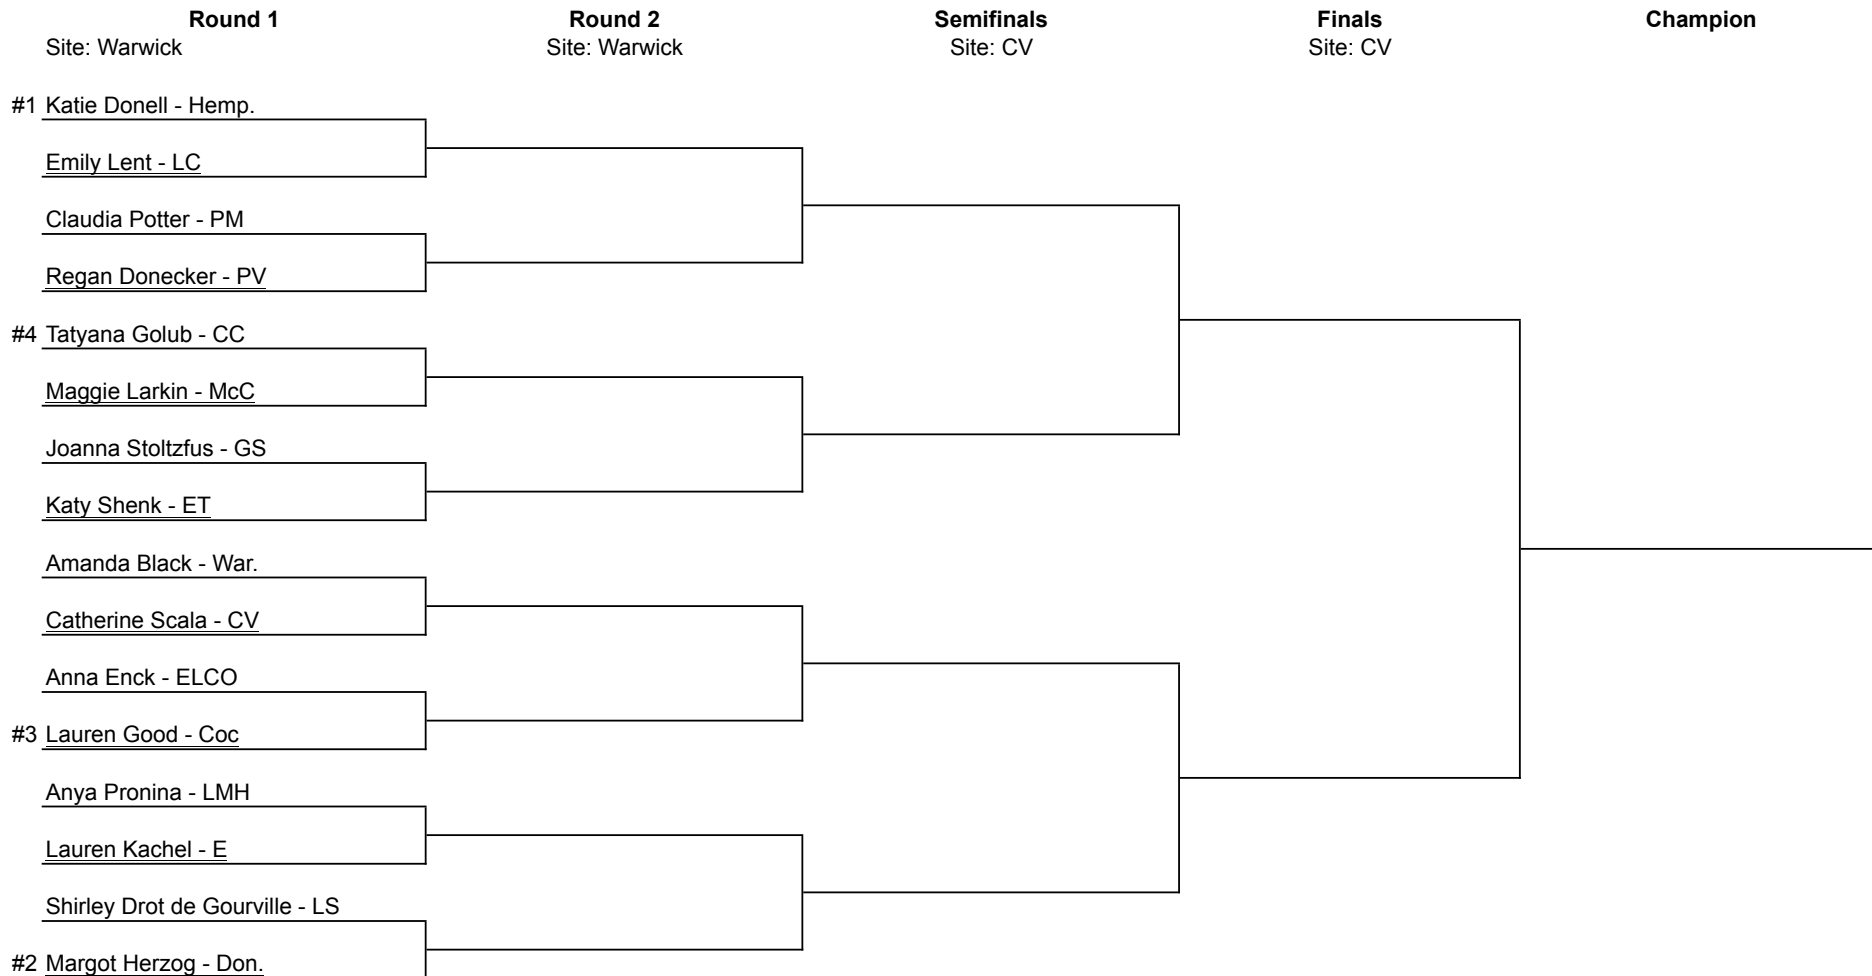 Round 1 Round 2 Semifinals Finals Champion
Site: Warwick Site: Warwick Site: CV Site: CV
#1 Katie Donell - Hemp.
Emily Lent - LC
Claudia Potter - PM
Regan Donecker - PV
#4 Tatyana Golub - CC
Maggie Larkin - McC
Joanna Stoltzfus - GS
Katy Shenk - ET
Amanda Black - War.
Catherine Scala - CV
Anna Enck - ELCO
#3 Lauren Good - Coc
Anya Pronina - LMH
Lauren Kachel - E
Shirley Drot de Gourville - LS
#2 Margot Herzog - Don.